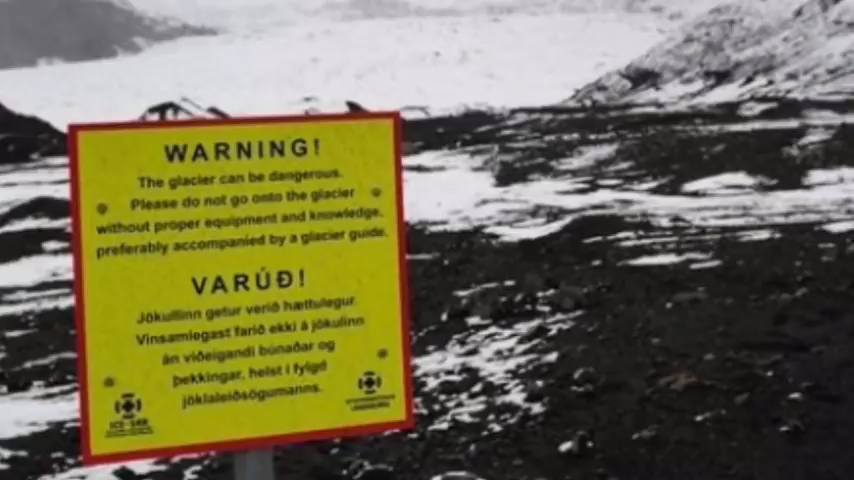 WARNING!
The glacier can be dangerous.
Please do not go onto the glacier
without proper equipment and knowledge,
preferably accompanied by a glacier guide.
VARÚÐ!
Jökullinn getur verið hættulegur.
Vinsamlegast farið ekki á jökulinn
án viðeigandi búnaðar og
þekkingar, helst í fylgd
jöklaleiðsögumanns.
ICE-SAR